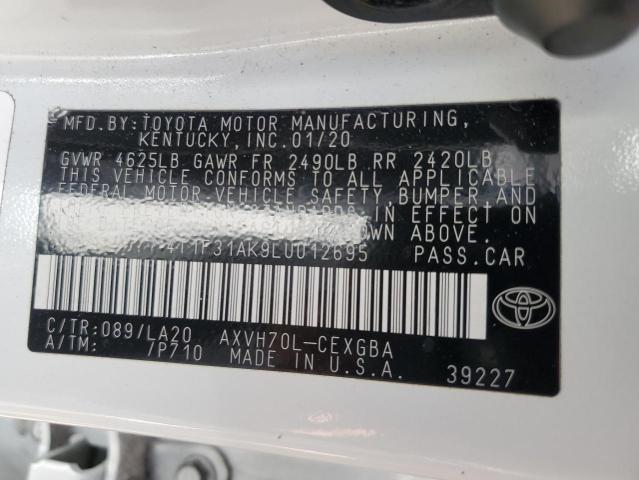 MFD. BY: TOYOTA MOTOR MANUFACTURING,
KENTUCKY, INC. 01/20
GVWR 4625LB GAWR FR 2490LB RR 2420LB
THIS VEHICLE CONFORMS TO ALL APPLICABLE
FEDERAL MOTOR VEHICLE SAFETY, BUMPER, AND
IN EFFECT ON
ABOVE.
PASS. CAR
C/TR: 089/LA20 AXVH70L-CEXGBA
A/TM: /P710 MADE IN U.S.A.
39227